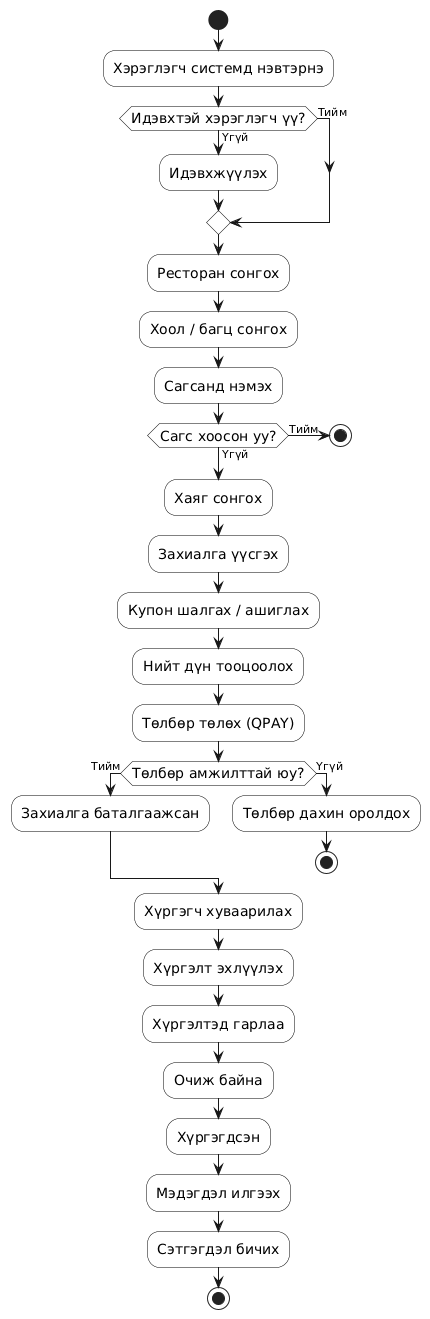 Хэрэглэгч системд нэвтэрнэ
Идэвхтэй хэрэглэгч үү?
Тийм
Үгүй
Идэвхжүүлэх
Ресторан сонгох
Хоол / багц сонгох
Сагсанд нэмэх
Сагс хоосон уу?
Тийм
Үгүй
Хаяг сонгох
Захиалга үүсгэх
Купон шалгах / ашиглах
Нийт дүн тооцоолох
Төлбөр төлөх (QPAY)
Тийм
Төлбөр амжилттай юу?
Үгүй
Захиалга баталгаажсан
Төлбөр дахин оролдох
Хүргэгч хуваарилах
Хүргэлт эхлүүлэх
Хүргэлтэд гарлаа
Очиж байна
Хүргэгдсэн
Мэдэгдэл илгээх
Сэтгэгдэл бичих